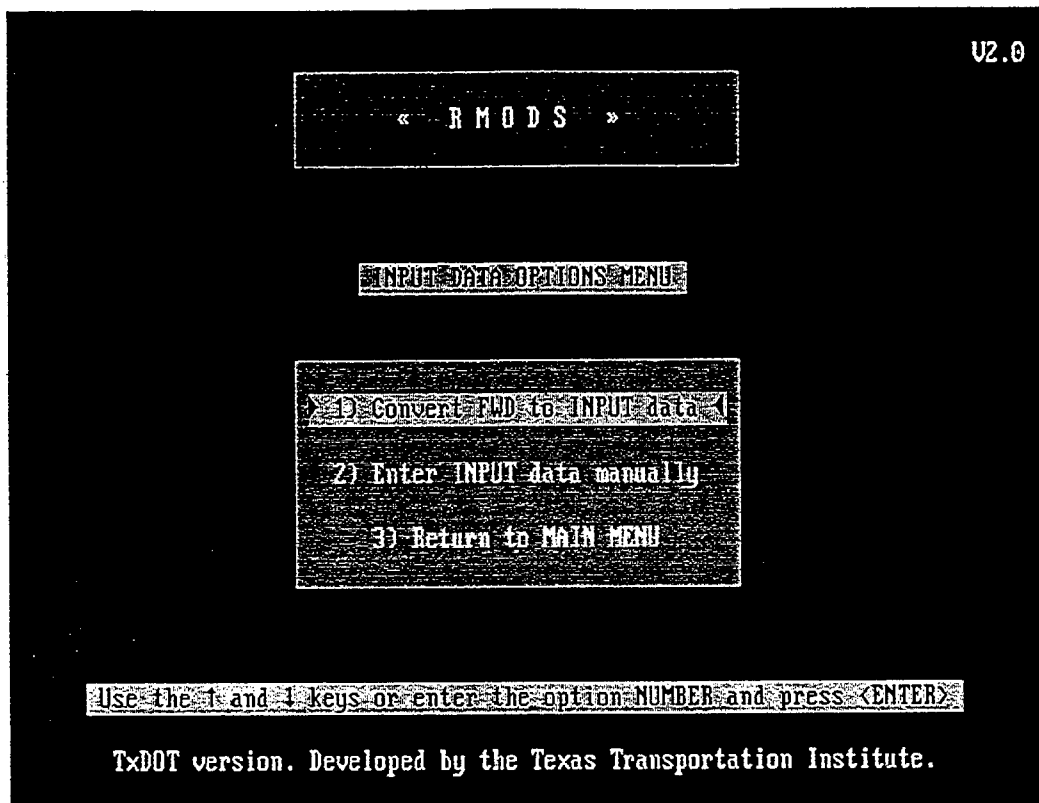 V2.0
« R M O D S »
INPUT DATA OPTIONS MENU
1) Convert FWD to INPUT data
2) Enter INPUT data manually
3) Return to MAIN MENU
Use the ↑ and ↓ keys or enter the option NUMBER and press <ENTER>
TxDOT version. Developed by the Texas Transportation Institute.